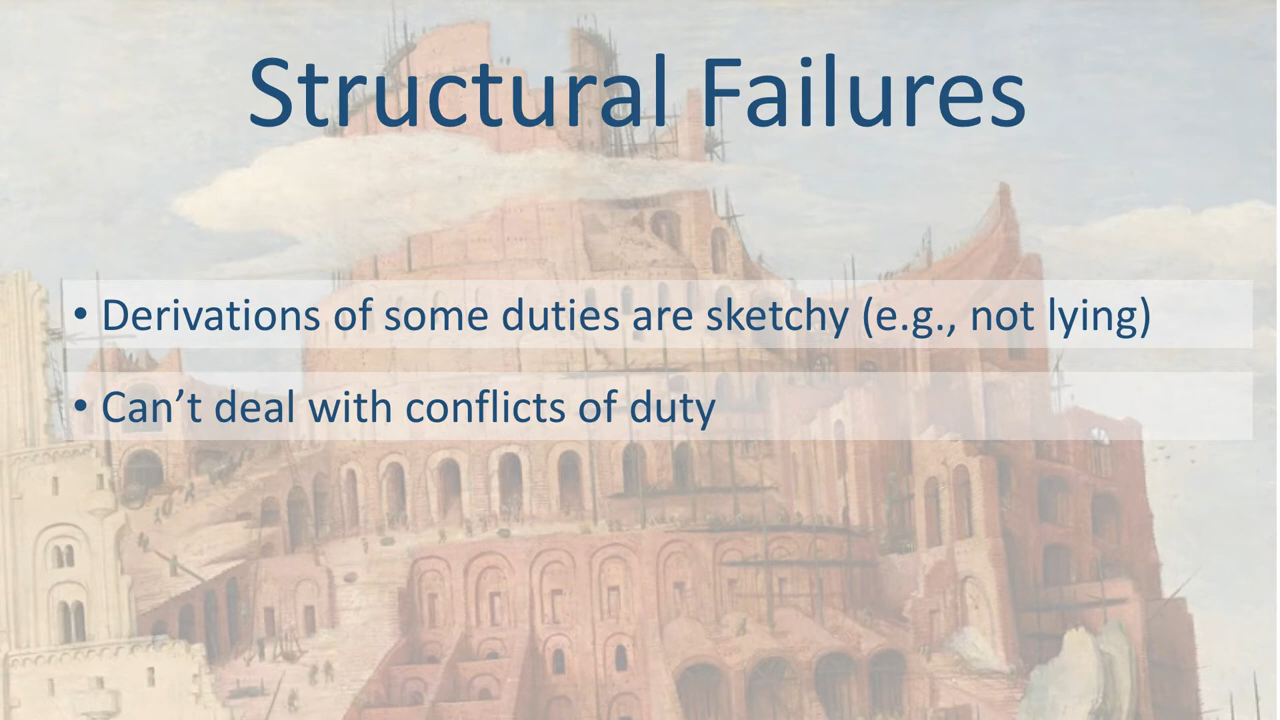 Structural Failures
• Derivations of some duties are sketchy (e.g., not lying)
• Can’t deal with conflicts of duty